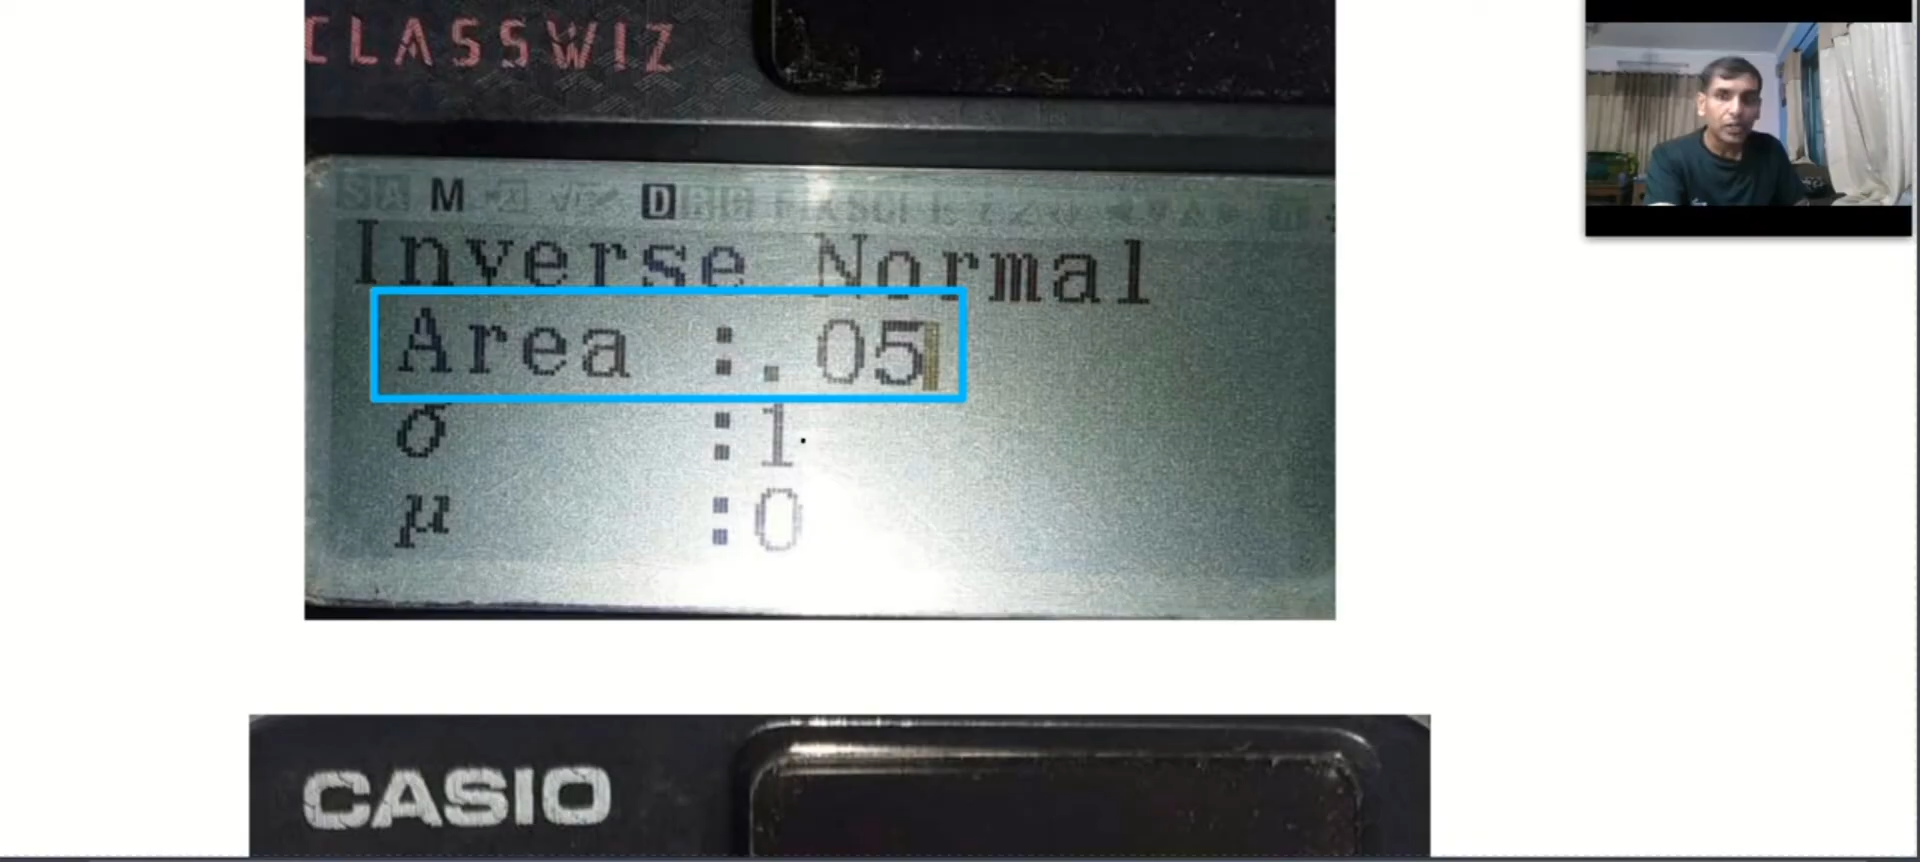 CLASSWIZ
M D
Inverse Normal
Area :.05
σ :1
μ :0
CASIO